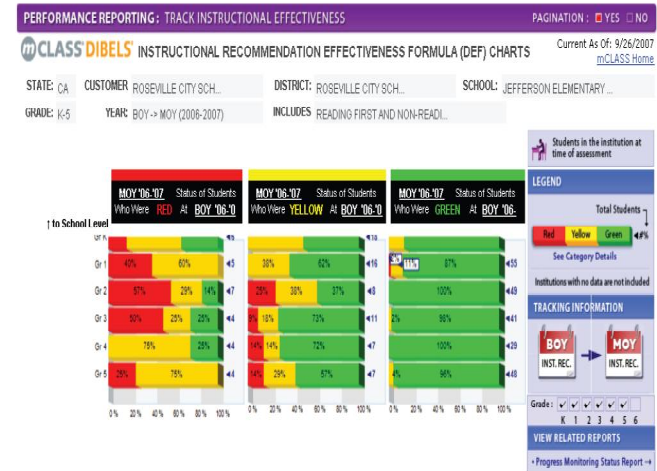 PERFORMANCE REPORTING: TRACK INSTRUCTIONAL EFFECTIVENESS
PAGINATION : YES NO
mCLASS DIBELS INSTRUCTIONAL RECOMMENDATION EFFECTIVENESS FORMULA (DEF) CHARTS
Current As Of: 9/26/2007
mCLASS Home
STATE: CA CUSTOMER ROSEVILLE CITY SCH... DISTRICT: ROSEVILLE CITY SCH... SCHOOL: JEFFERSON ELEMENTARY ...
GRADE: K-5 YEAR: BOY -> MOY (2006-2007) INCLUDES READING FIRST AND NON-READI...
Students in the institution at
time of assessment
LEGEND
Total Students
Red Yellow Green #/%
See Category Details
Institutions with no data are not included
TRACKING INFORMATION
BOY INST. REC. MOY INST. REC.
Grade :
K 1 2 3 4 5 6
VIEW RELATED REPORTS
• Progress Monitoring Status Report →
↑ to School Level
MOY '06-'07 Status of Students
Who Were RED At BOY '06-'0
MOY '06-'07 Status of Students
Who Were YELLOW At BOY '06-'0
MOY '06-'07 Status of Students
Who Were GREEN At BOY '06-
Gr K
Gr 1 40% 60% 5 38% 62% 16 2% 11% 87% 55
Gr 2 57% 29% 14% 7 25% 38% 37% 8 100% 49
Gr 3 50% 25% 25% 4 9% 18% 73% 11 2% 98% 41
Gr 4 75% 25% 4 14% 14% 72% 7 100% 29
Gr 5 25% 75% 4 14% 29% 57% 7 4% 96% 48
0% 20% 40% 60% 80% 100% 0% 20% 40% 60% 80% 100% 0% 20% 40% 60% 80% 100%